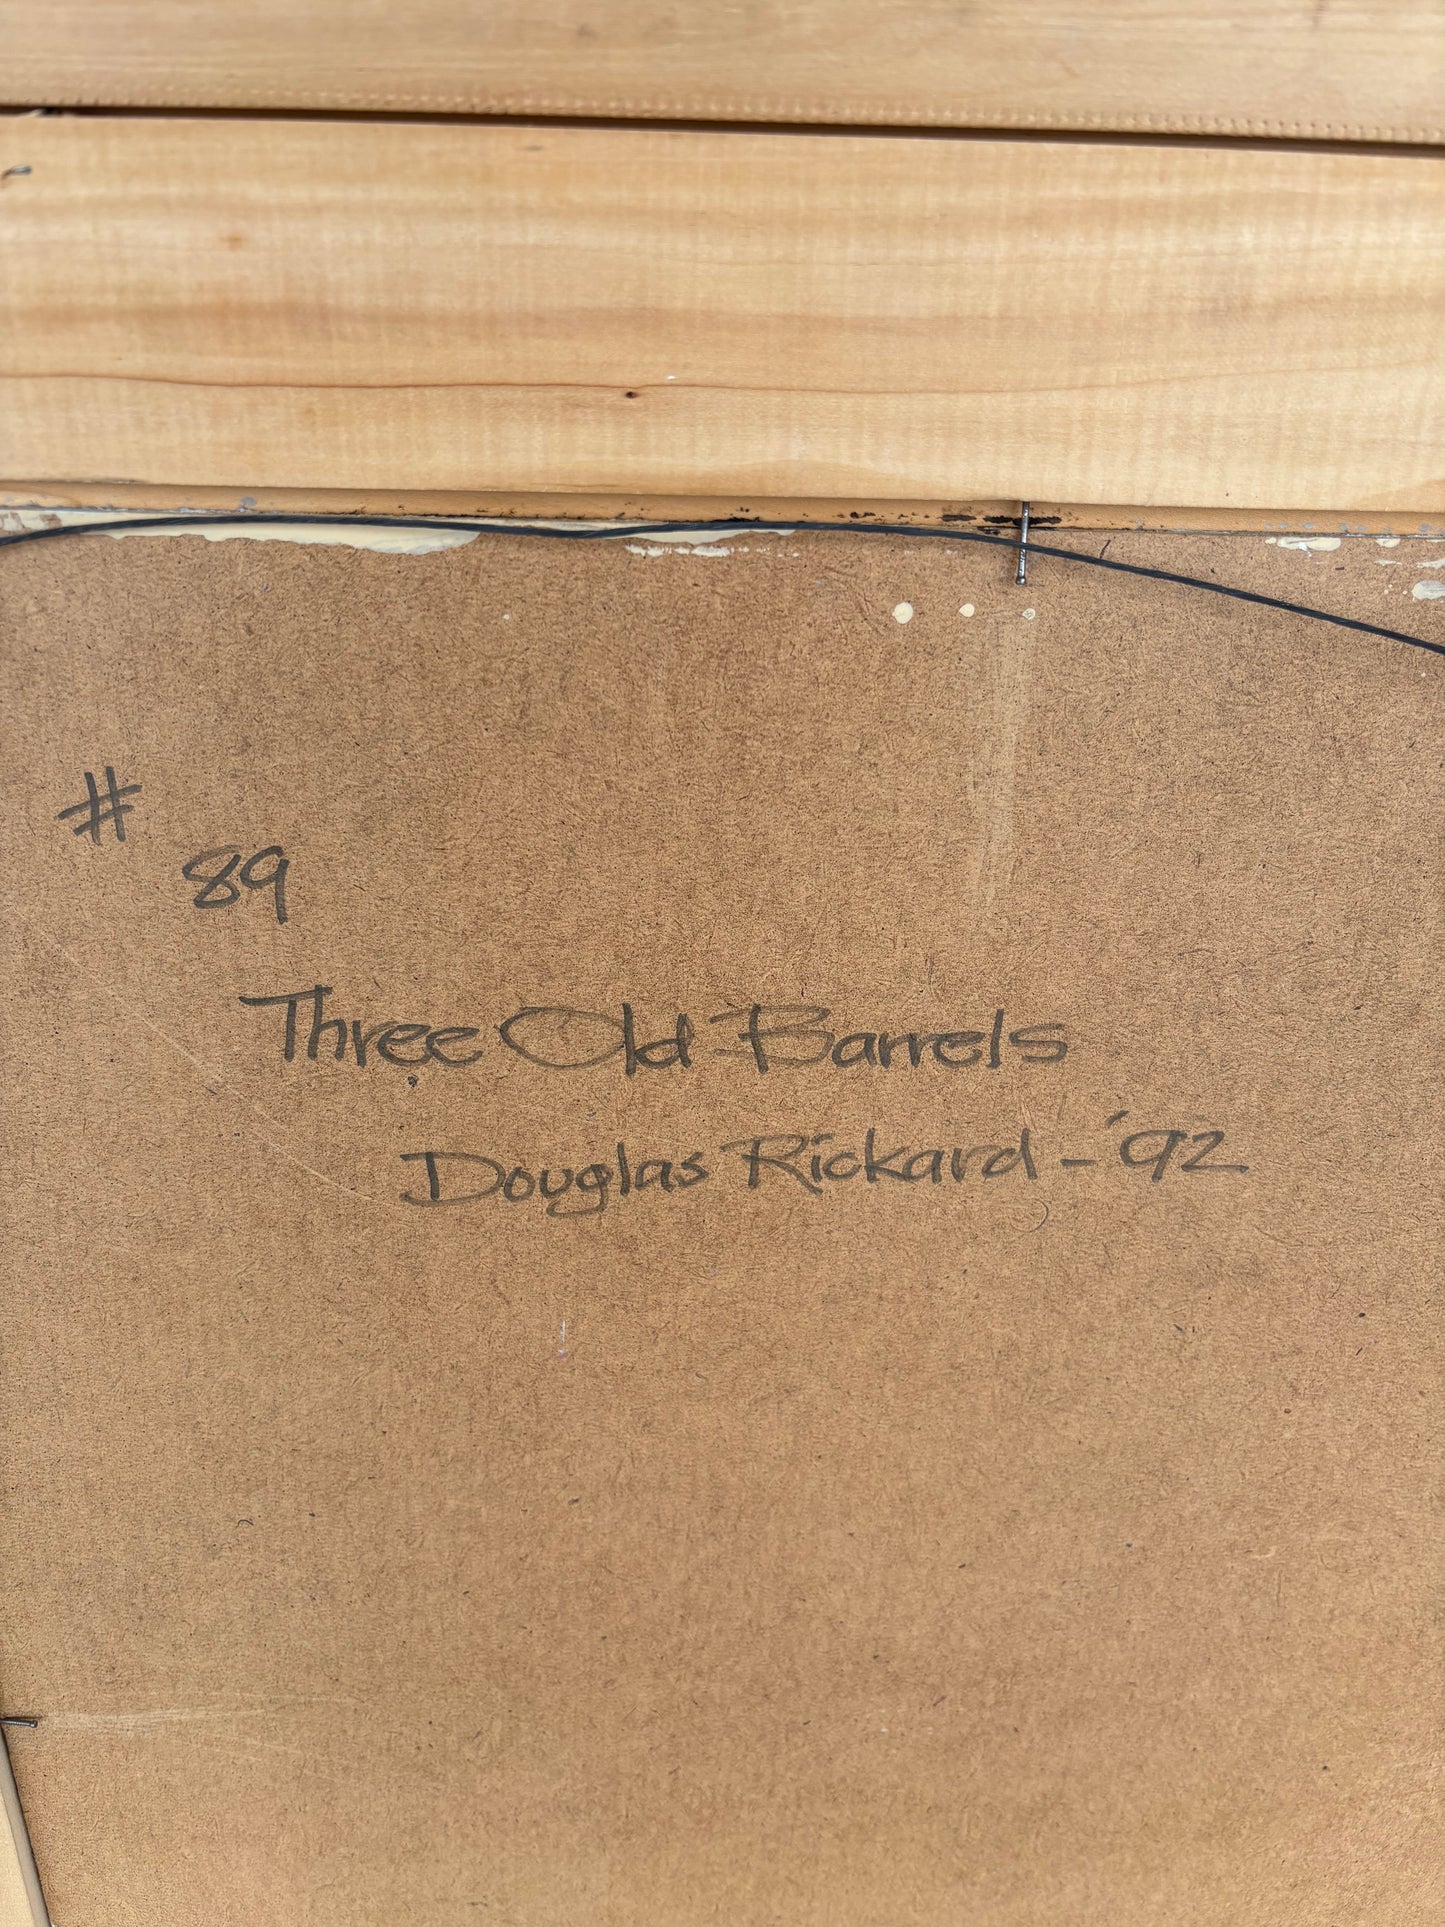 #
89
Three Old Barrels
Douglas Rickard - '92